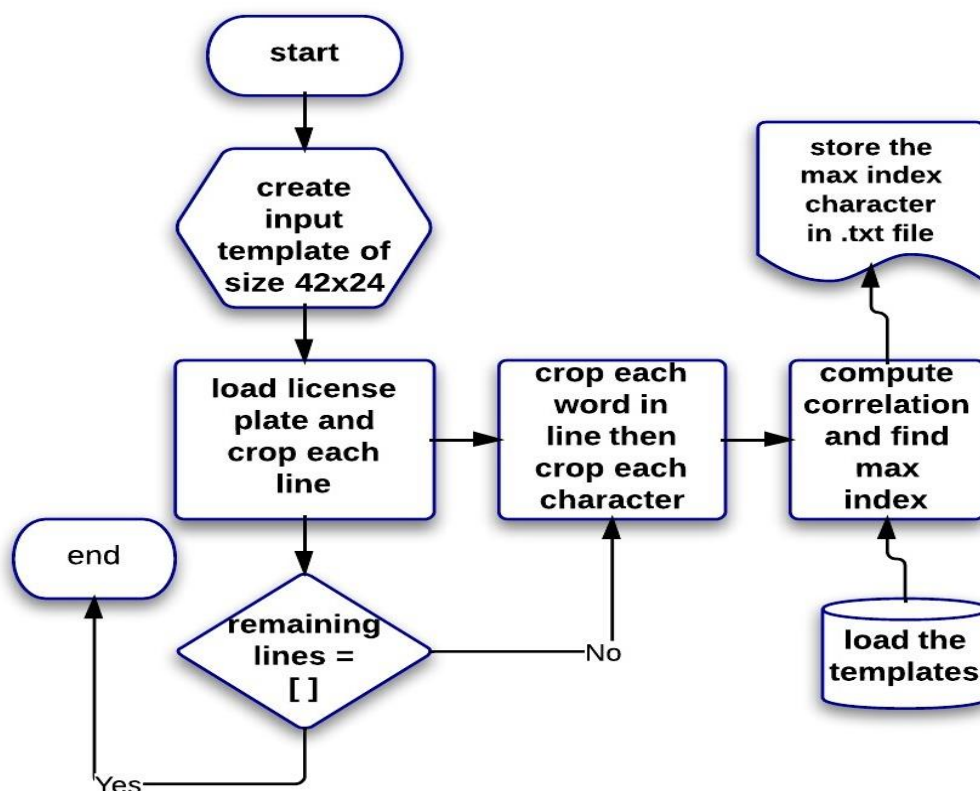 start
create
input
template of
size 42x24
load license
plate and
crop each
line
crop each
word in
line then
crop each
character
compute
correlation
and find
max
index
store the
max index
character
in .txt file
load the
templates
remaining
lines =
[ ]
No
Yes
end